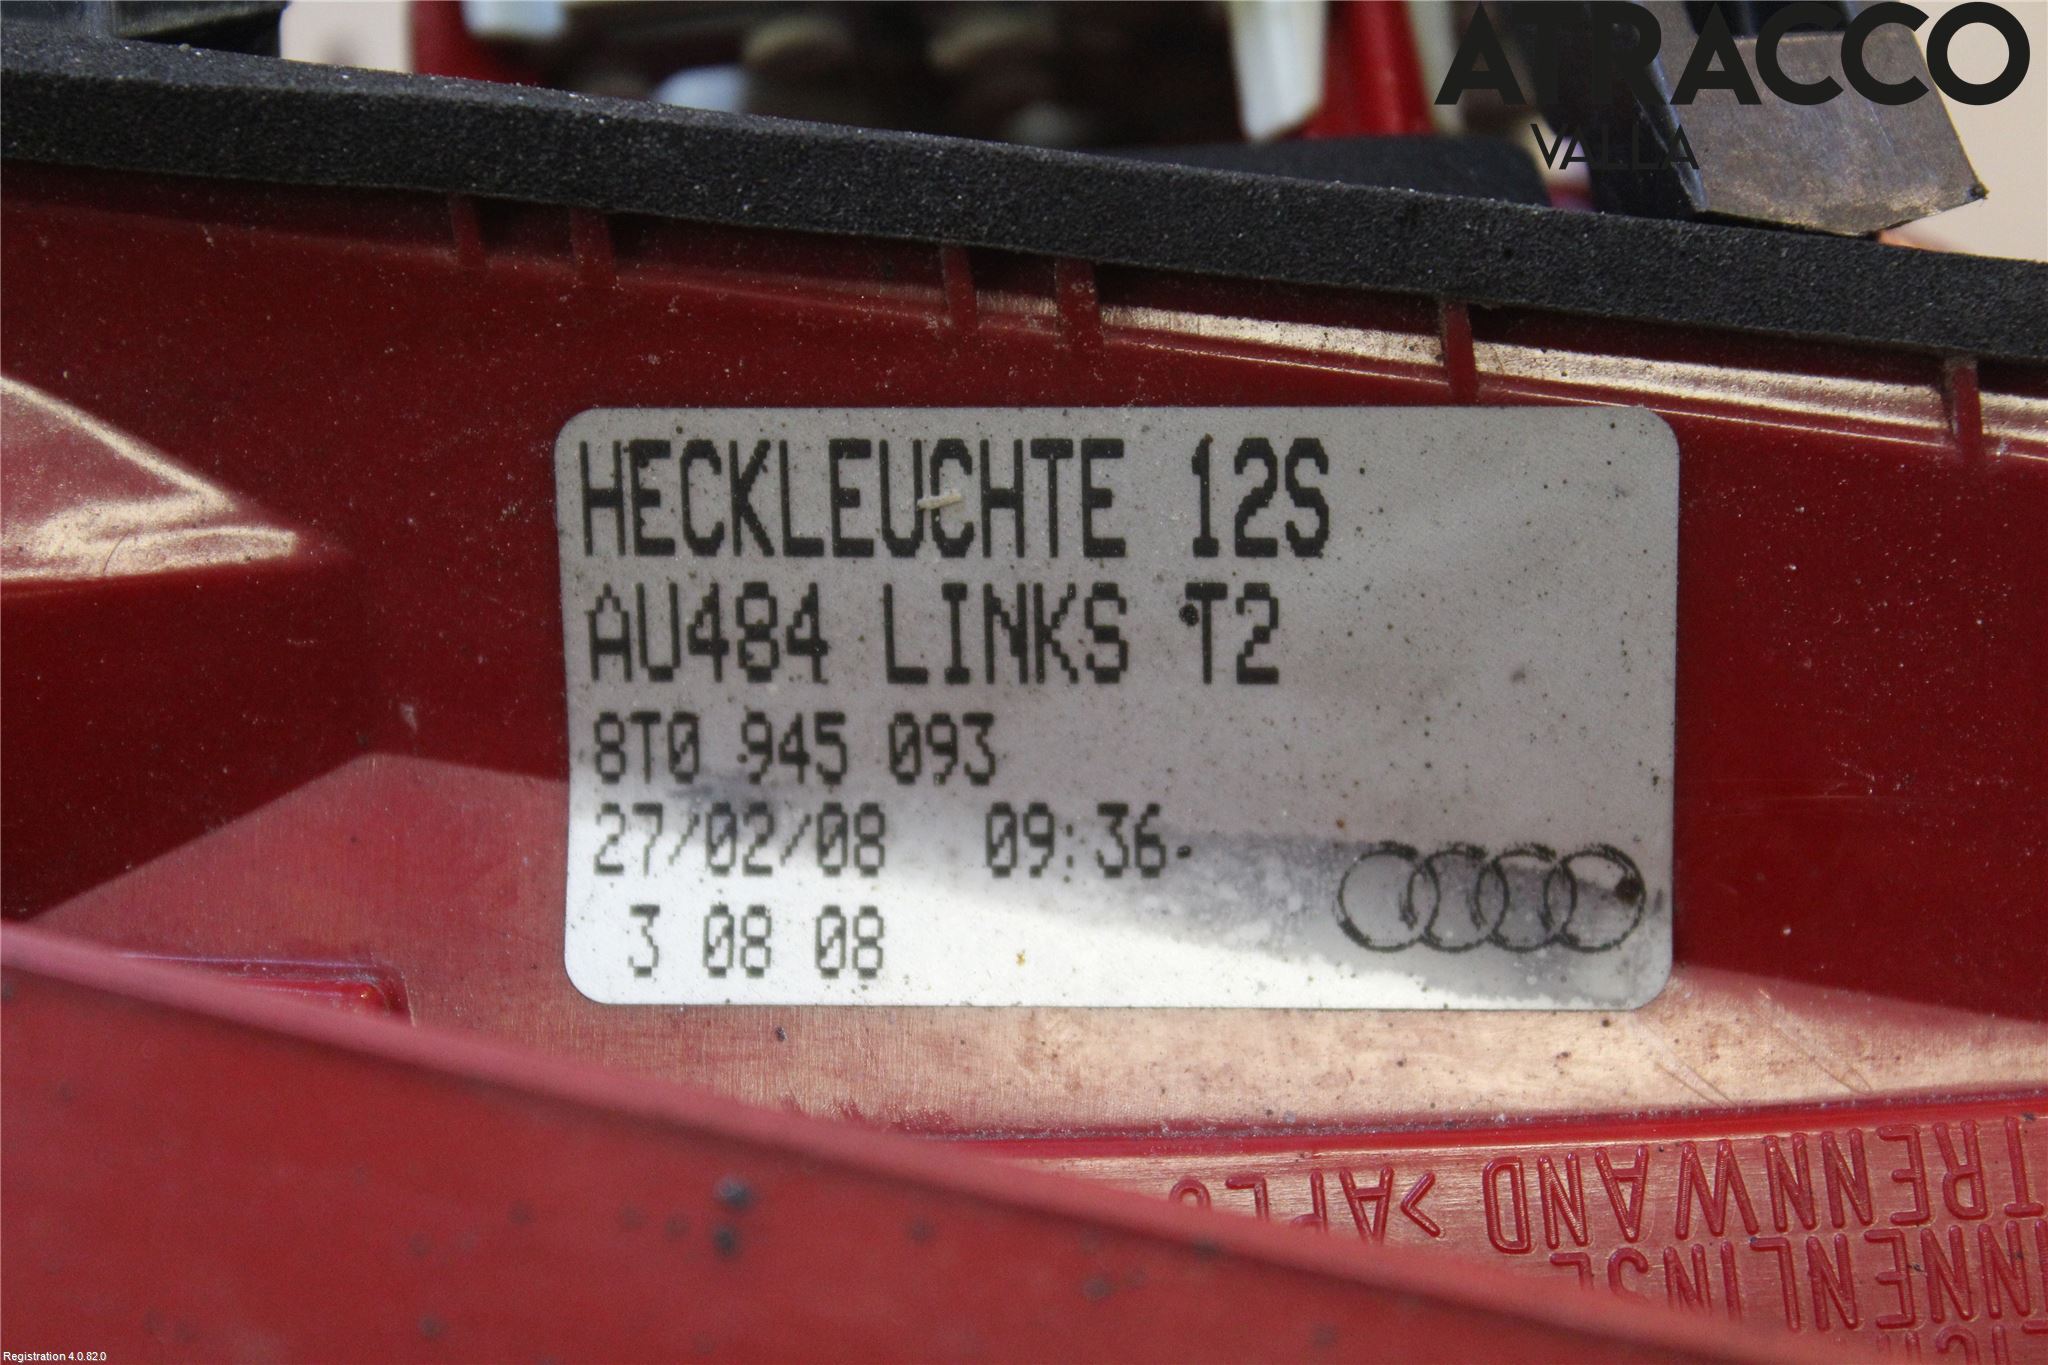 ATRACCO
VALLA
HECKLEUCHTE 12S
AU484 LINKS T2
8T0 945 093
27/02/08 09:36
3 08 08
TRENNWAND >APEC
Registration 4.0.82.0